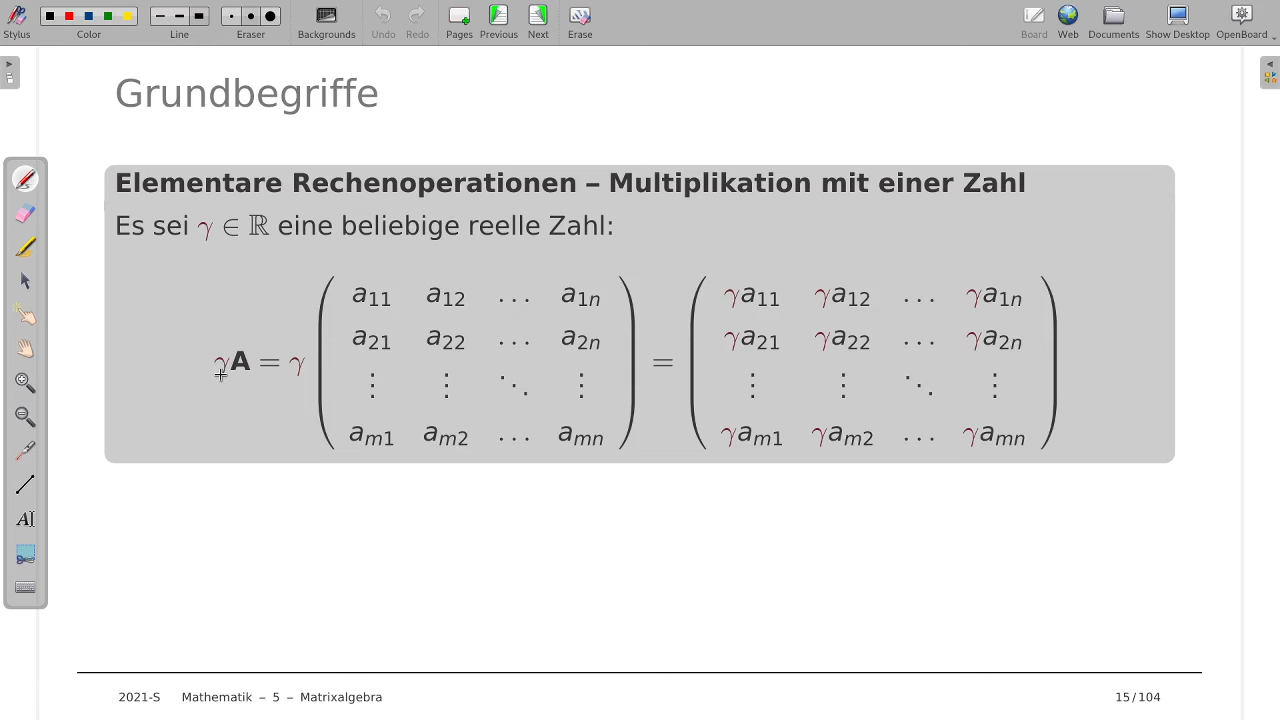 Stylus Color Line Eraser Backgrounds Undo Redo Pages Previous Next Erase Board Web Documents Show Desktop OpenBoard
Grundbegriffe
Elementare Rechenoperationen – Multiplikation mit einer Zahl
Es sei γ ∈ ℝ eine beliebige reelle Zahl:
a₁₁ a₁₂ … a₁ₙ γa₁₁ γa₁₂ … γa₁ₙ
a₂₁ a₂₂ … a₂ₙ γa₂₁ γa₂₂ … γa₂ₙ
γA = γ =
⋮ ⋮ ⋱ ⋮ ⋮ ⋮ ⋱ ⋮
aₘ₁ aₘ₂ … aₘₙ γaₘ₁ γaₘ₂ … γaₘₙ
2021-S Mathematik – 5 – Matrixalgebra 15/104